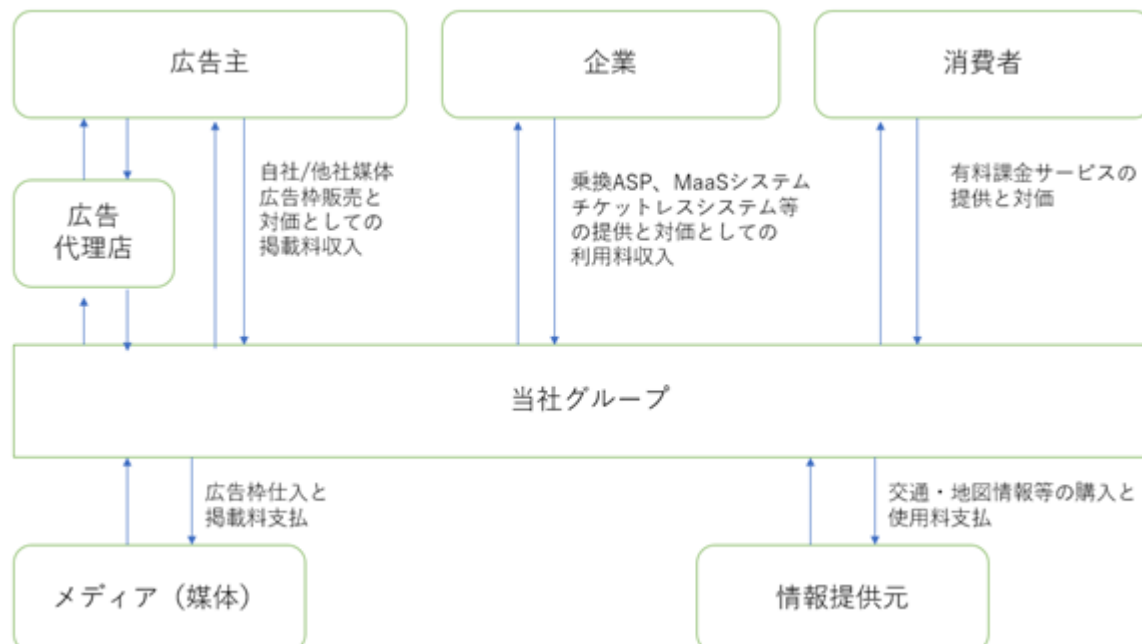 広告主
企業
消費者
広告
代理店
自社/他社媒体
広告枠販売と
対価としての
掲載料収入
乗換ASP、MaaSシステム
チケットレスシステム等
の提供と対価としての
利用料収入
有料課金サービスの
提供と対価
当社グループ
広告枠仕入と
掲載料支払
交通・地図情報等の購入と
使用料支払
メディア（媒体）
情報提供元